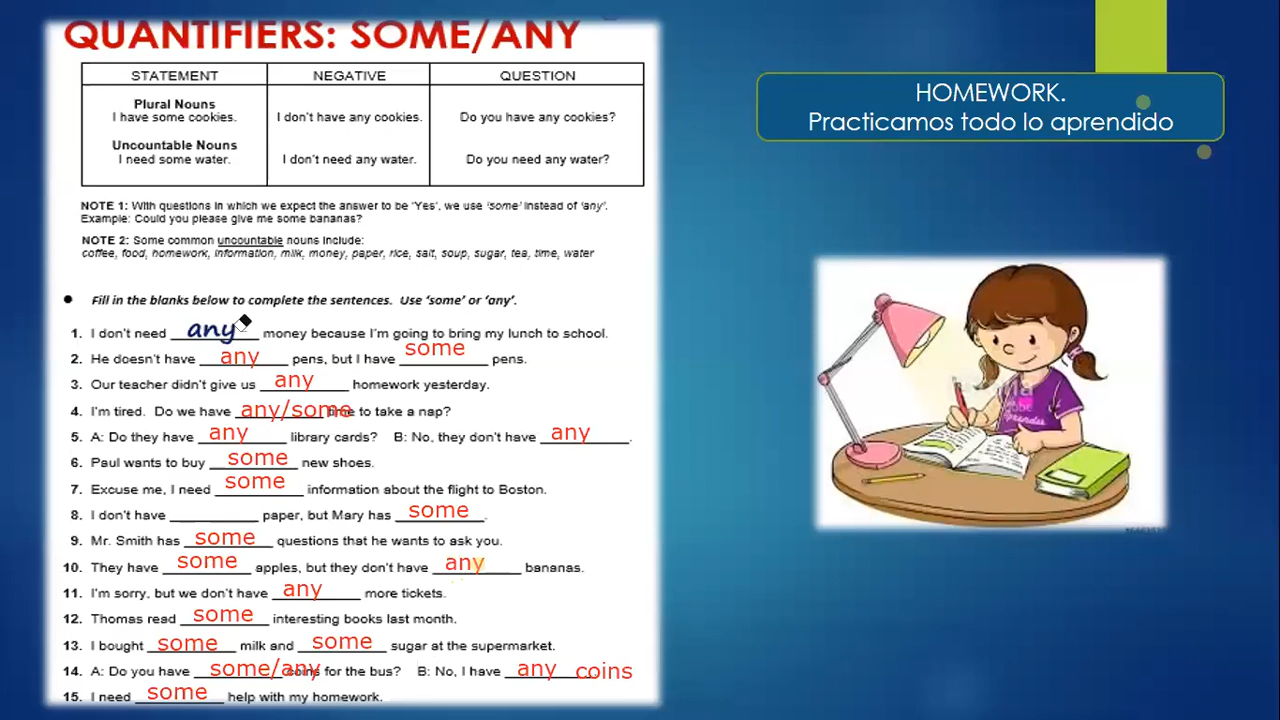 QUANTIFIERS: SOME/ANY
STATEMENT NEGATIVE QUESTION
Plural Nouns
I have some cookies. I don't have any cookies. Do you have any cookies?
Uncountable Nouns
I need some water. I don't need any water. Do you need any water?
NOTE 1: With questions in which we expect the answer to be 'Yes', we use 'some' instead of 'any'.
Example: Could you please give me some bananas?
NOTE 2: Some common uncountable nouns include:
coffee, food, homework, information, milk, money, paper, rice, salt, soup, sugar, tea, time, water
● Fill in the blanks below to complete the sentences. Use 'some' or 'any'.
1. I don't need any money because I'm going to bring my lunch to school.
2. He doesn't have any pens, but I have some pens.
3. Our teacher didn't give us any homework yesterday.
4. I'm tired. Do we have any/some time to take a nap?
5. A: Do they have any library cards? B: No, they don't have any.
6. Paul wants to buy some new shoes.
7. Excuse me, I need some information about the flight to Boston.
8. I don't have __________ paper, but Mary has some.
9. Mr. Smith has some questions that he wants to ask you.
10. They have some apples, but they don't have any bananas.
11. I'm sorry, but we don't have any more tickets.
12. Thomas read some interesting books last month.
13. I bought some milk and some sugar at the supermarket.
14. A: Do you have some/any coins for the bus? B: No, I have any coins
15. I need some help with my homework.
HOMEWORK.
Practicamos todo lo aprendido